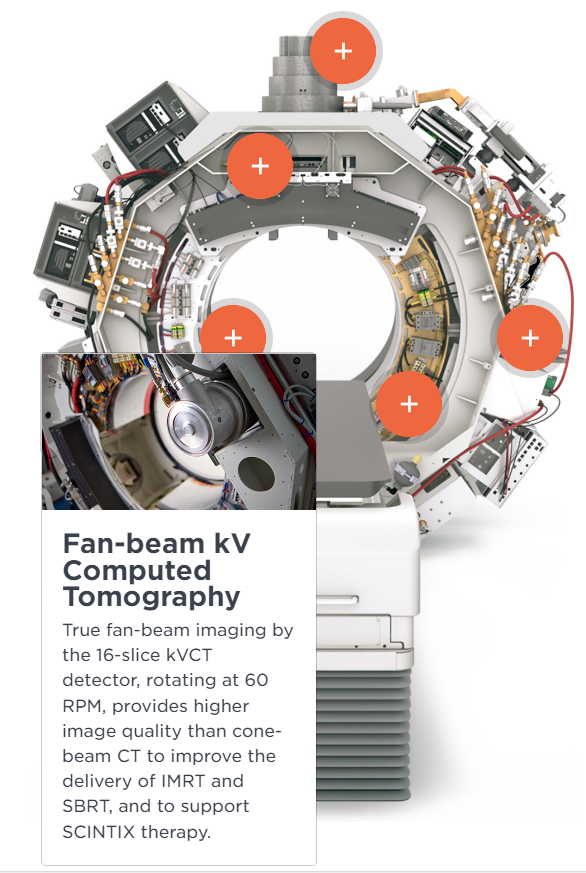 Fan-beam kV
Computed
Tomography
True fan-beam imaging by
the 16-slice kVCT
detector, rotating at 60
RPM, provides higher
image quality than cone-
beam CT to improve the
delivery of IMRT and
SBRT, and to support
SCINTIX therapy.